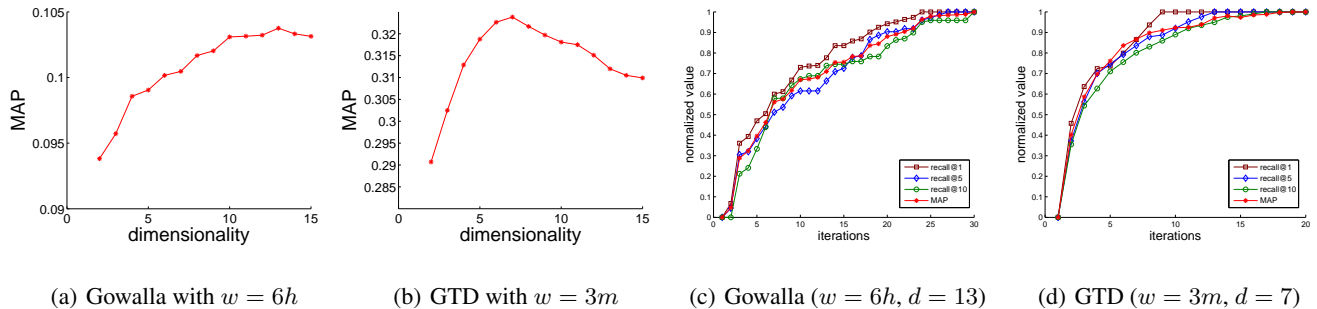 0.105
0.1
0.095
0.09
MAP
0 5 10 15
dimensionality
0.32
0.315
0.31
0.305
0.3
0.295
0.29
0.285
MAP
0 5 10 15
dimensionality
1
0.9
0.8
0.7
0.6
0.5
0.4
0.3
0.2
0.1
0
normalized value
0 5 10 15 20 25 30
iterations
recall@1
recall@5
recall@10
MAP
1
0.9
0.8
0.7
0.6
0.5
0.4
0.3
0.2
0.1
0
normalized value
0 5 10 15 20
iterations
recall@1
recall@5
recall@10
MAP
(a) Gowalla with w = 6h
(b) GTD with w = 3m
(c) Gowalla (w = 6h, d = 13)
(d) GTD (w = 3m, d = 7)